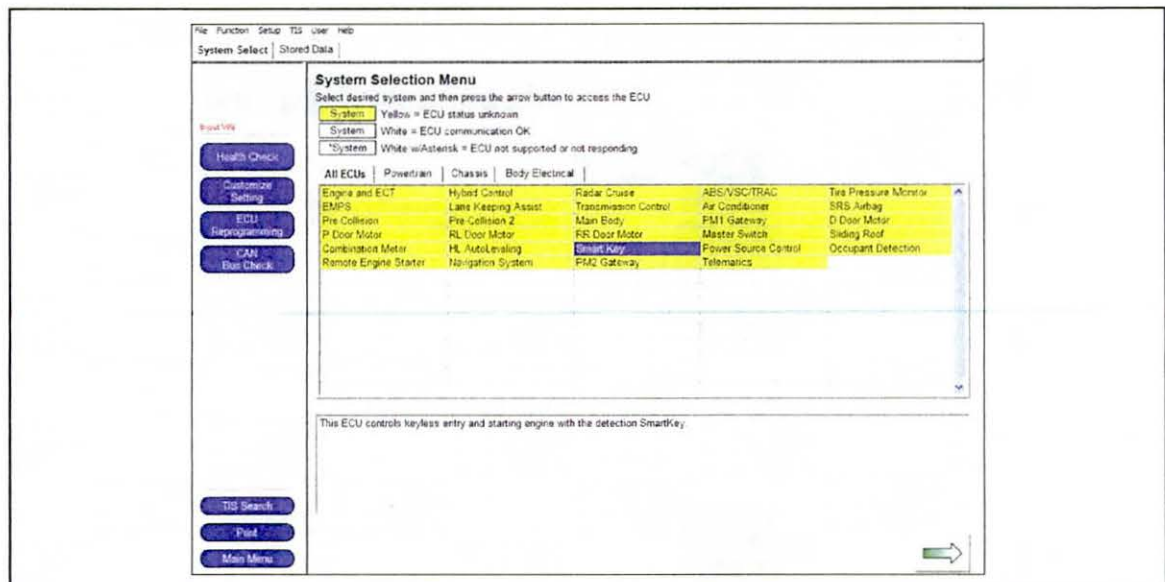 File Function Setup TIS User Help
System Select Stored Data
System Selection Menu
Select desired system and then press the arrow button to access the ECU
System Yellow = ECU status unknown
System White = ECU communication OK
*System White w/Asterisk = ECU not supported or not responding
Input VIN
Health Check
Customize Setting
ECU Reprogramming
CAN Bus Check
All ECUs Powertrain Chassis Body Electrical
Engine and ECT Hybrid Control Radar Cruise ABS/VSC/TRAC Tire Pressure Monitor
EMPS Lane Keeping Assist Transmission Control Air Conditioner SRS Airbag
Pre-Collision Pre-Collision 2 Main Body PM1 Gateway D Door Motor
P Door Motor RL Door Motor RR Door Motor Master Switch Sliding Roof
Combination Meter HL AutoLeveling Smart Key Power Source Control Occupant Detection
Remote Engine Starter Navigation System PM2 Gateway Telematics
This ECU controls keyless entry and starting engine with the detection SmartKey.
TIS Search
Print
Main Menu